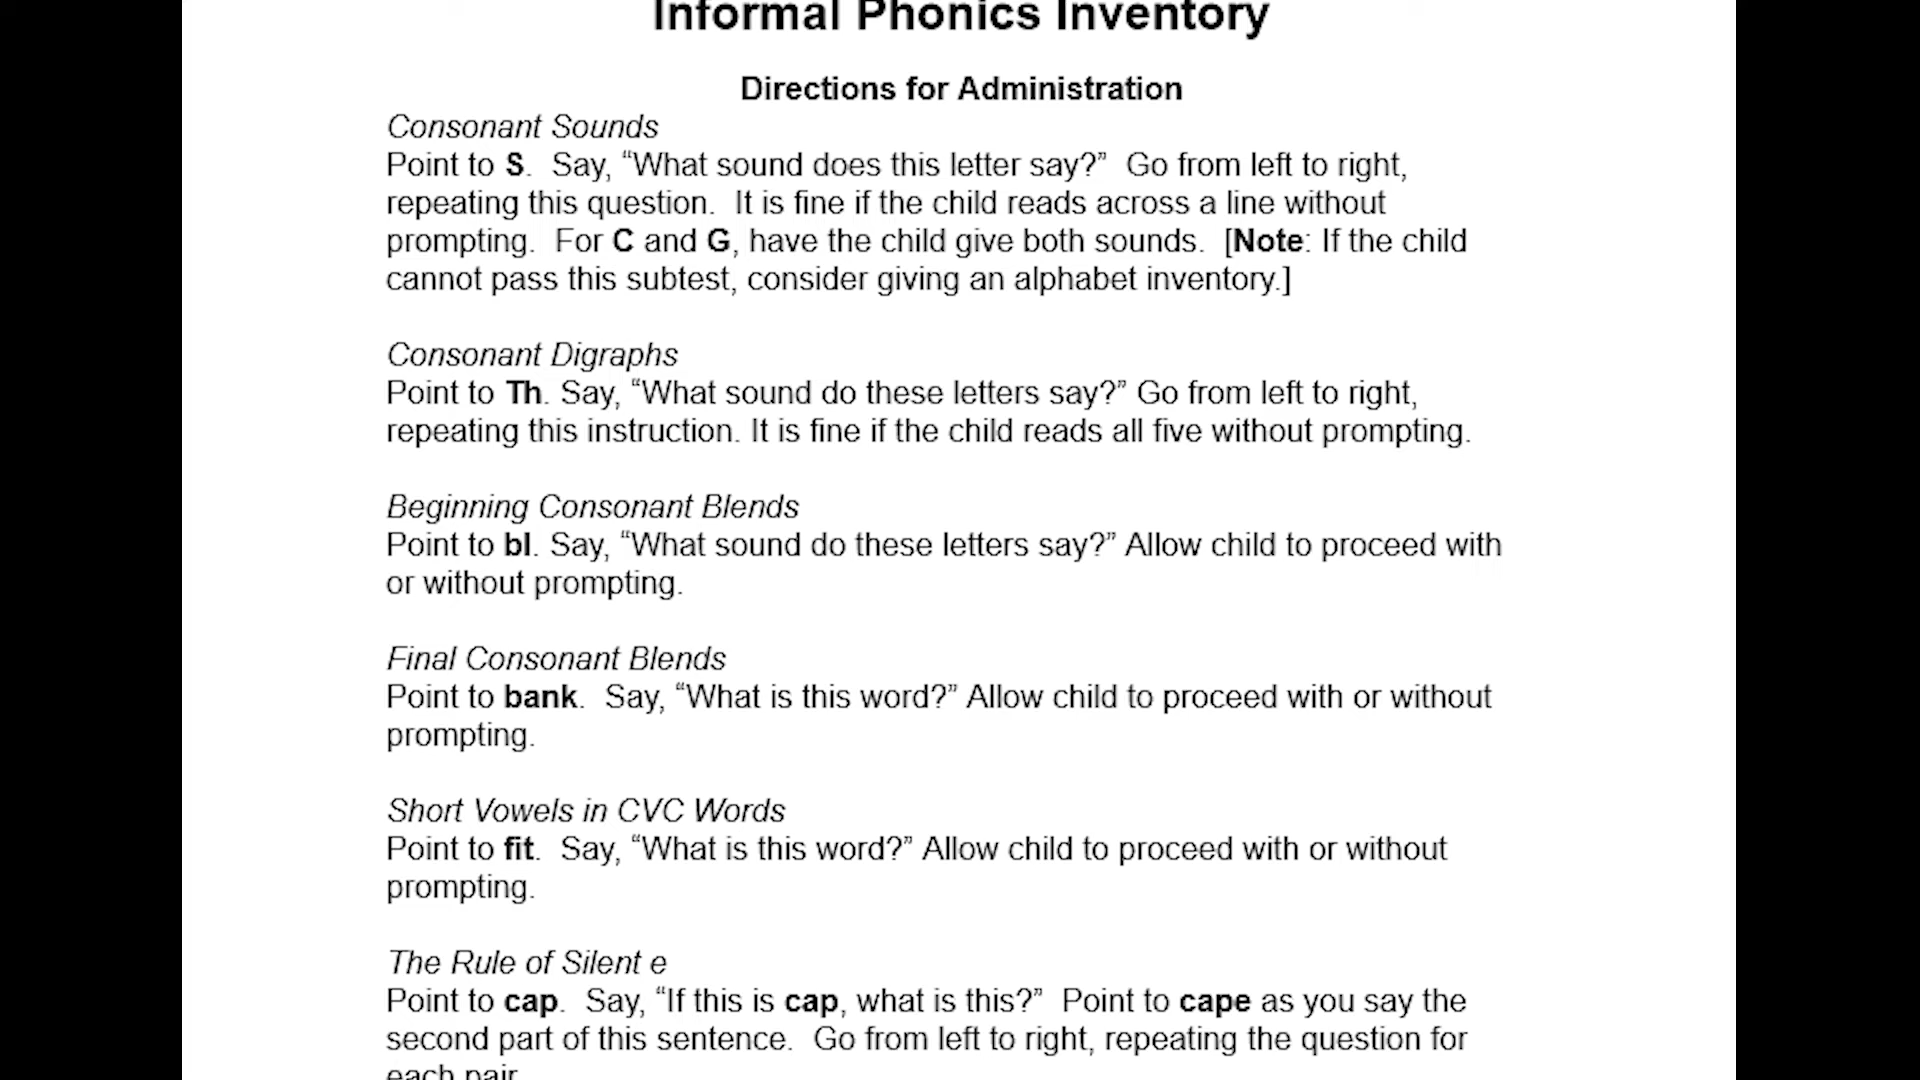 Informal Phonics Inventory
Directions for Administration
Consonant Sounds
Point to S.  Say, “What sound does this letter say?”  Go from left to right,
repeating this question.  It is fine if the child reads across a line without
prompting.  For C and G, have the child give both sounds.  [Note: If the child
cannot pass this subtest, consider giving an alphabet inventory.]
Consonant Digraphs
Point to Th. Say, “What sound do these letters say?” Go from left to right,
repeating this instruction. It is fine if the child reads all five without prompting.
Beginning Consonant Blends
Point to bl. Say, “What sound do these letters say?” Allow child to proceed with
or without prompting.
Final Consonant Blends
Point to bank.  Say, “What is this word?” Allow child to proceed with or without
prompting.
Short Vowels in CVC Words
Point to fit.  Say, “What is this word?” Allow child to proceed with or without
prompting.
The Rule of Silent e
Point to cap.  Say, “If this is cap, what is this?”  Point to cape as you say the
second part of this sentence.  Go from left to right, repeating the question for
each pair